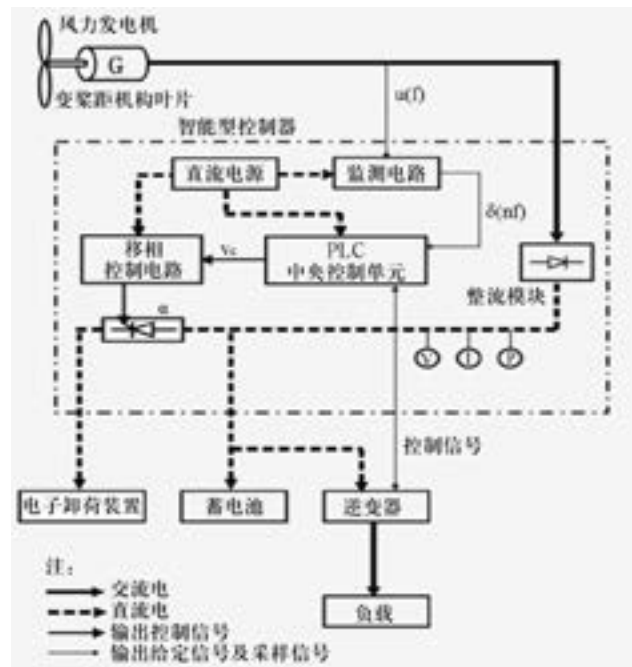 风力发电机
G
变桨距机构叶片
u(f)
智能型控制器
直流电源
监测电路
δ(nf)
移相
控制电路
Vc
PLC
中央控制单元
整流模块
α
V
I
P
控制信号
电子卸荷装置
蓄电池
逆变器
注：
交流电
直流电
负载
输出控制信号
输出给定信号及采样信号